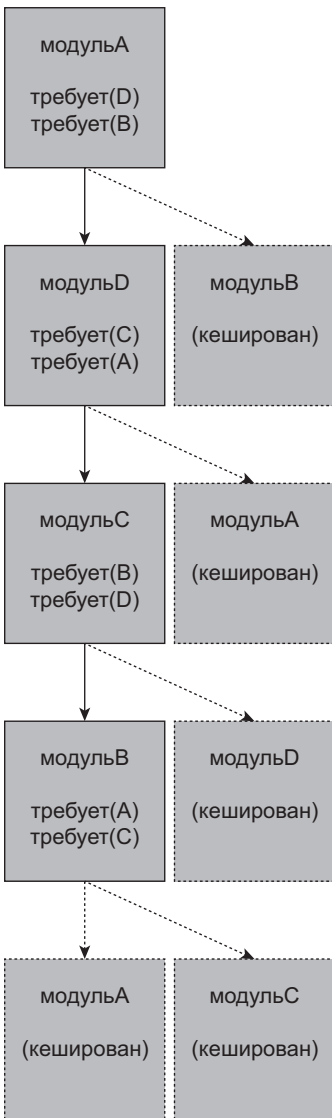 модульA
требует(D)
требует(B)
модульD
требует(C)
требует(A)
модульB
(кеширован)
модульC
требует(B)
требует(D)
модульA
(кеширован)
модульB
требует(A)
требует(C)
модульD
(кеширован)
модульA
(кеширован)
модульC
(кеширован)